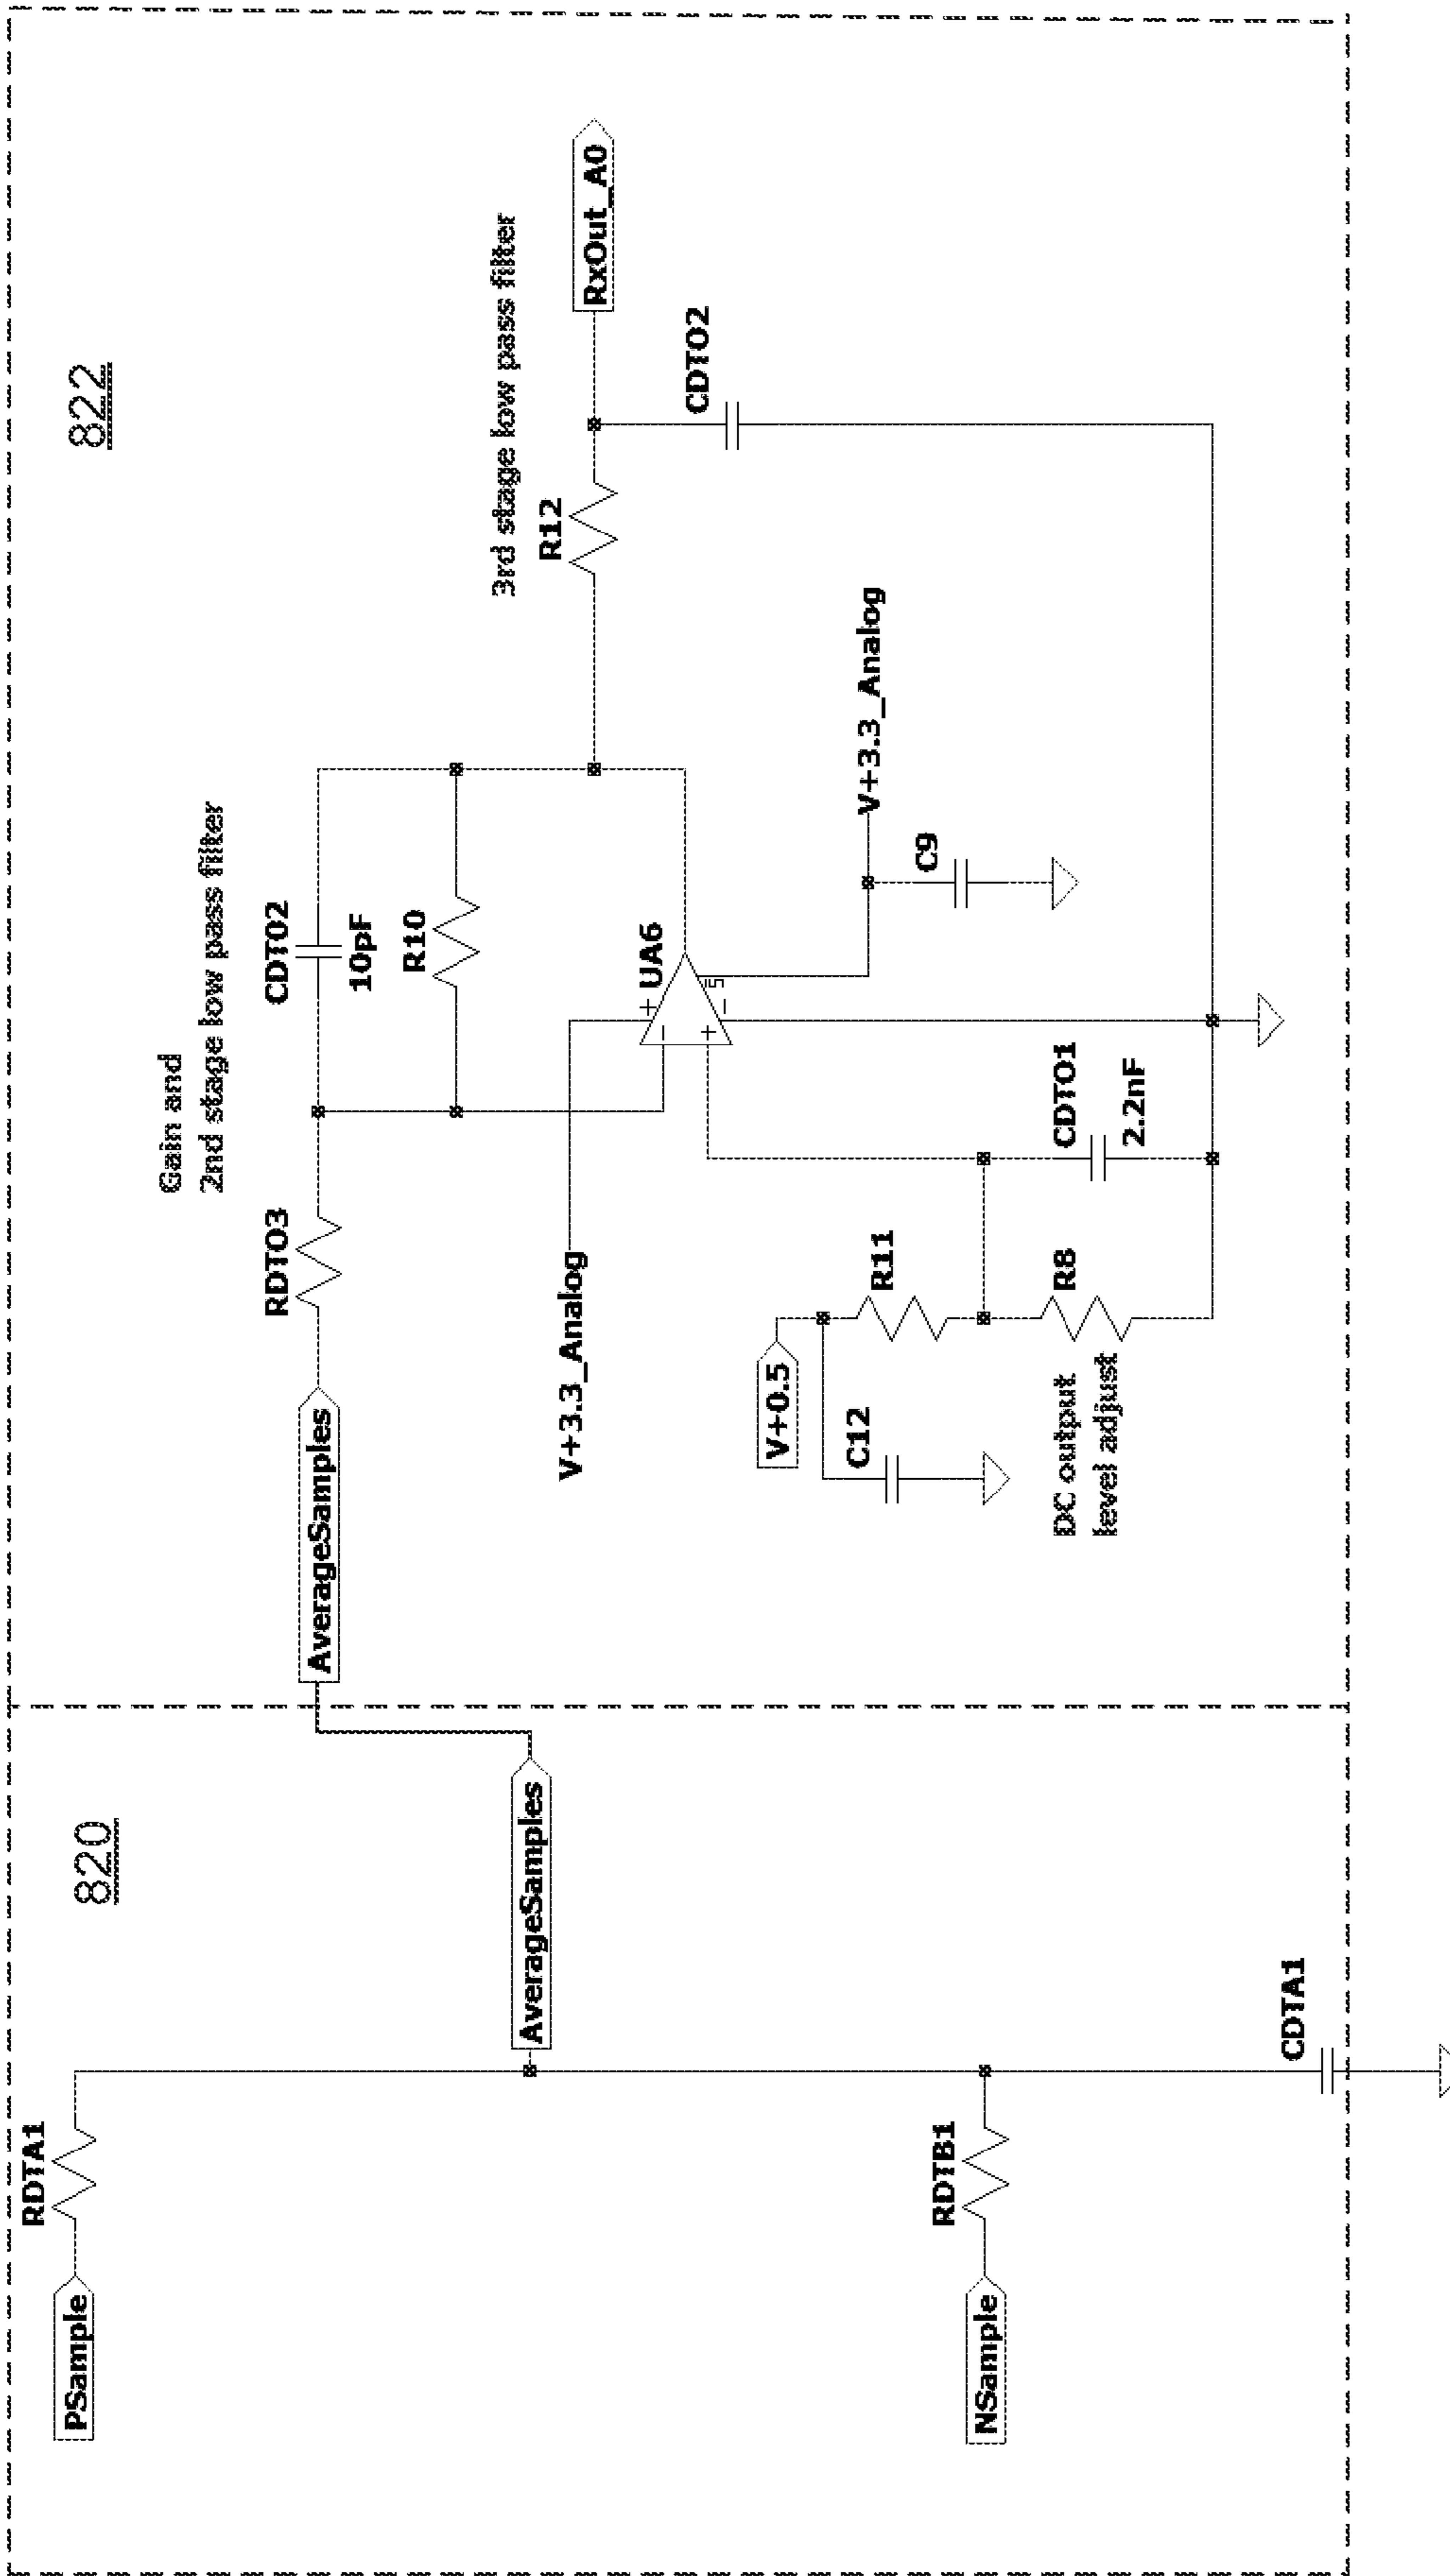 820
RDTA1
PSample
AverageSamples
RDTB1
NSample
CDTA1
822
Gain and
2nd stage low pass filter
RDTO3
CDT02
10pF
R10
AverageSamples
3rd stage low pass filter
R12
RxOut_A0
V+3.3_Analog
UA6
+
−
+
−
5
CDTO2
V+0.5
R11
C12
V+3.3_Analog
C9
R8
CDTO1
2.2nF
DC output
level adjust